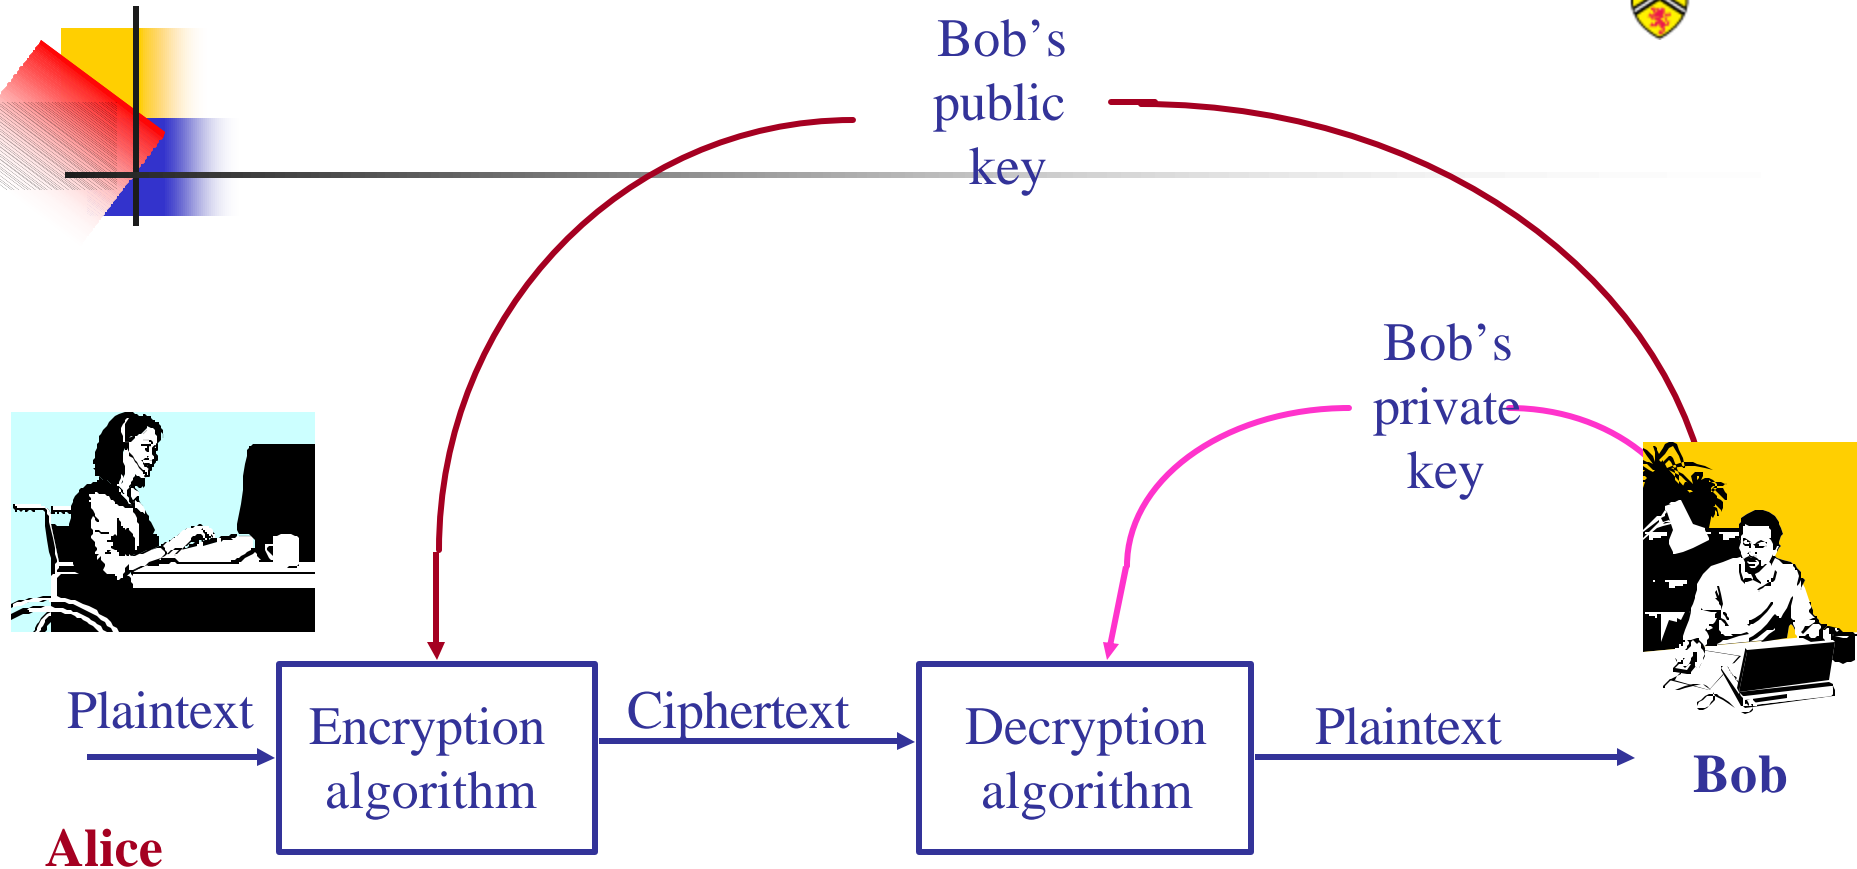 Bob’s
public
key
Bob’s
private
key
Plaintext
Encryption
algorithm
Ciphertext
Decryption
algorithm
Plaintext
Bob
Alice